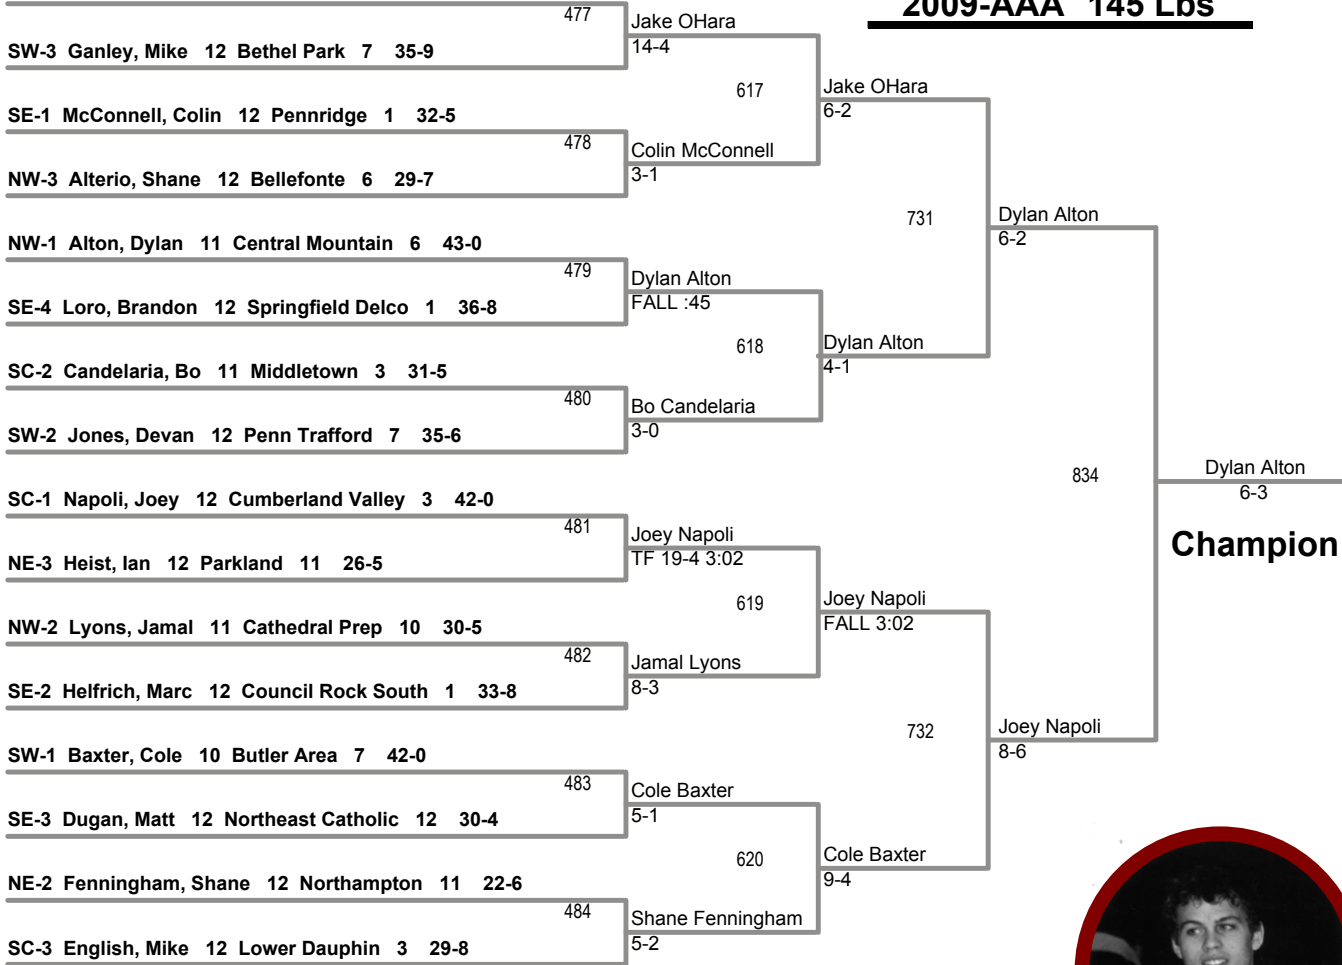 2009-AAA 145 Lbs
477
Jake OHara
14-4
SW-3 Ganley, Mike 12 Bethel Park 7 35-9
617
Jake OHara
6-2
SE-1 McConnell, Colin 12 Pennridge 1 32-5
478
Colin McConnell
3-1
NW-3 Alterio, Shane 12 Bellefonte 6 29-7
731
Dylan Alton
6-2
NW-1 Alton, Dylan 11 Central Mountain 6 43-0
479
Dylan Alton
FALL :45
SE-4 Loro, Brandon 12 Springfield Delco 1 36-8
618
Dylan Alton
4-1
SC-2 Candelaria, Bo 11 Middletown 3 31-5
480
Bo Candelaria
3-0
SW-2 Jones, Devan 12 Penn Trafford 7 35-6
834
Dylan Alton
6-3
Champion
SC-1 Napoli, Joey 12 Cumberland Valley 3 42-0
481
Joey Napoli
TF 19-4 3:02
NE-3 Heist, Ian 12 Parkland 11 26-5
619
Joey Napoli
FALL 3:02
NW-2 Lyons, Jamal 11 Cathedral Prep 10 30-5
482
Jamal Lyons
8-3
SE-2 Helfrich, Marc 12 Council Rock South 1 33-8
732
Joey Napoli
8-6
SW-1 Baxter, Cole 10 Butler Area 7 42-0
483
Cole Baxter
5-1
SE-3 Dugan, Matt 12 Northeast Catholic 12 30-4
620
Cole Baxter
9-4
NE-2 Fenningham, Shane 12 Northampton 11 22-6
484
Shane Fenningham
5-2
SC-3 English, Mike 12 Lower Dauphin 3 29-8